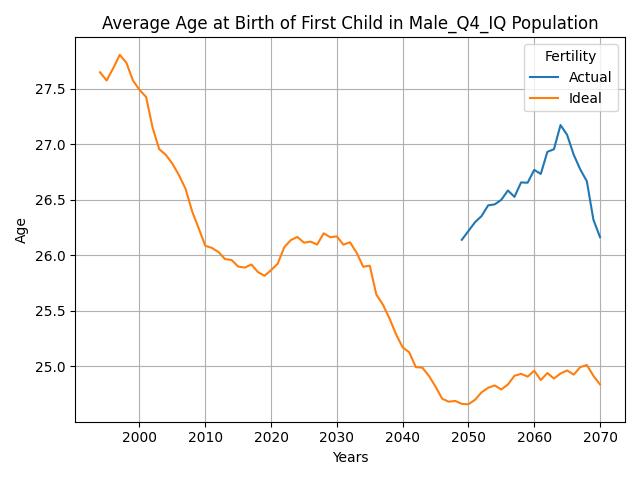 Average Age at Birth of First Child in Male_Q4_IQ Population
Fertility
Actual
Ideal
27.5
27.0
26.5
26.0
25.5
25.0
Age
2000 2010 2020 2030 2040 2050 2060 2070
Years